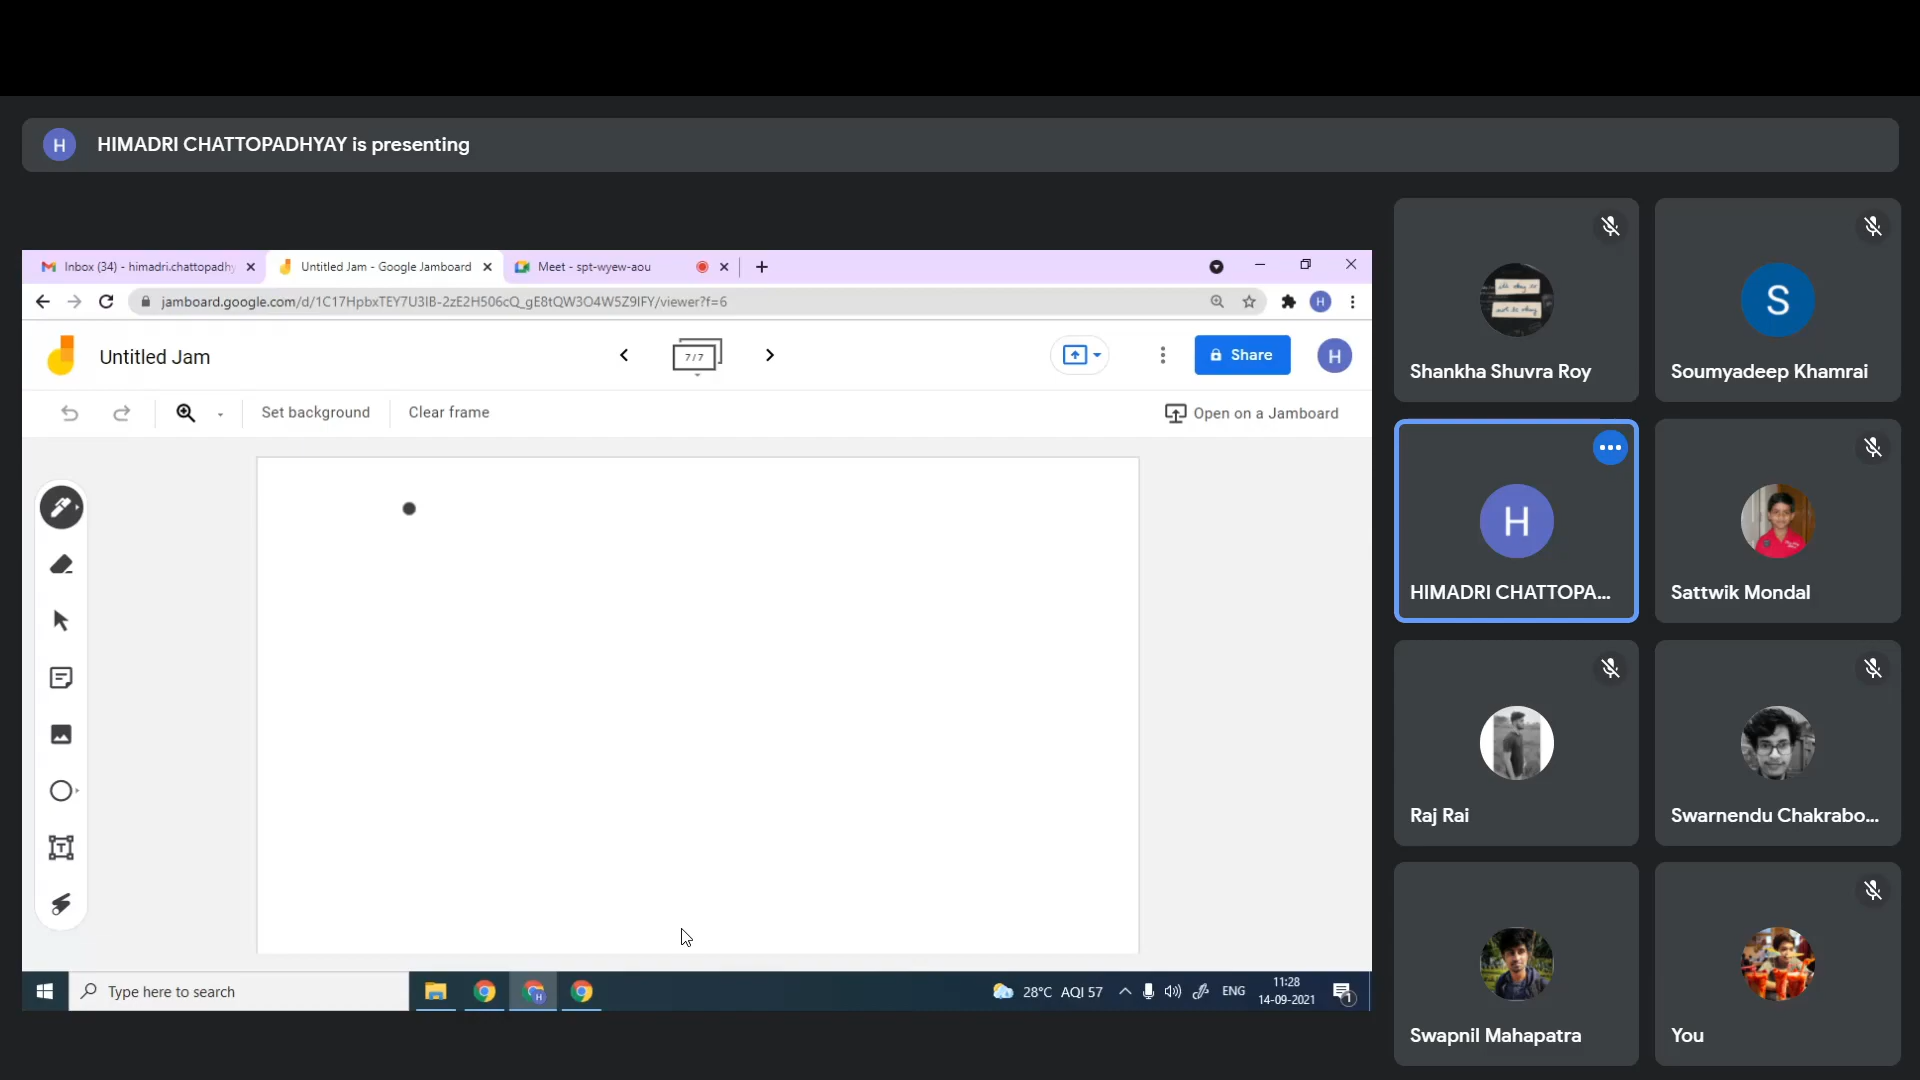 H HIMADRI CHATTOPADHYAY is presenting
Inbox (34) - himadri.chattopadhy
Untitled Jam - Google Jamboard
Meet - spt-wyew-aou
jamboard.google.com/d/1C17HpbxTEY7U3IB-2zE2H506cQ_gE8tQW3O4W5Z9IFY/viewer?f=6
H
Untitled Jam
7/7
Share
H
Set background
Clear frame
Open on a Jamboard
Type here to search
H
28°C AQI 57
ENG
11:28
14-09-2021
1
Shankha Shuvra Roy
S
Soumyadeep Khamrai
H
HIMADRI CHATTOPA...
Sattwik Mondal
Raj Rai
Swarnendu Chakrabo...
Swapnil Mahapatra
You